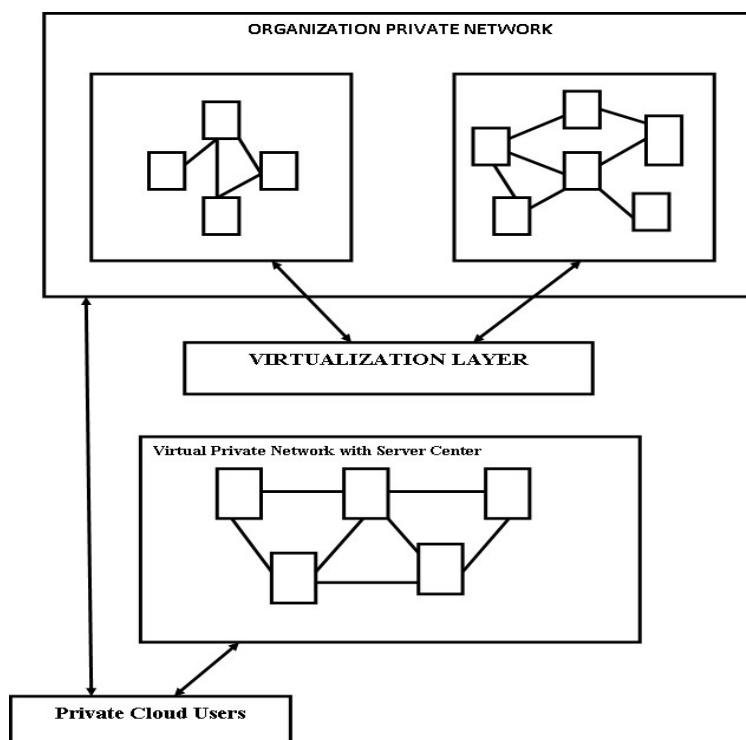 ORGANIZATION PRIVATE NETWORK
VIRTUALIZATION LAYER
Virtual Private Network with Server Center
Private Cloud Users